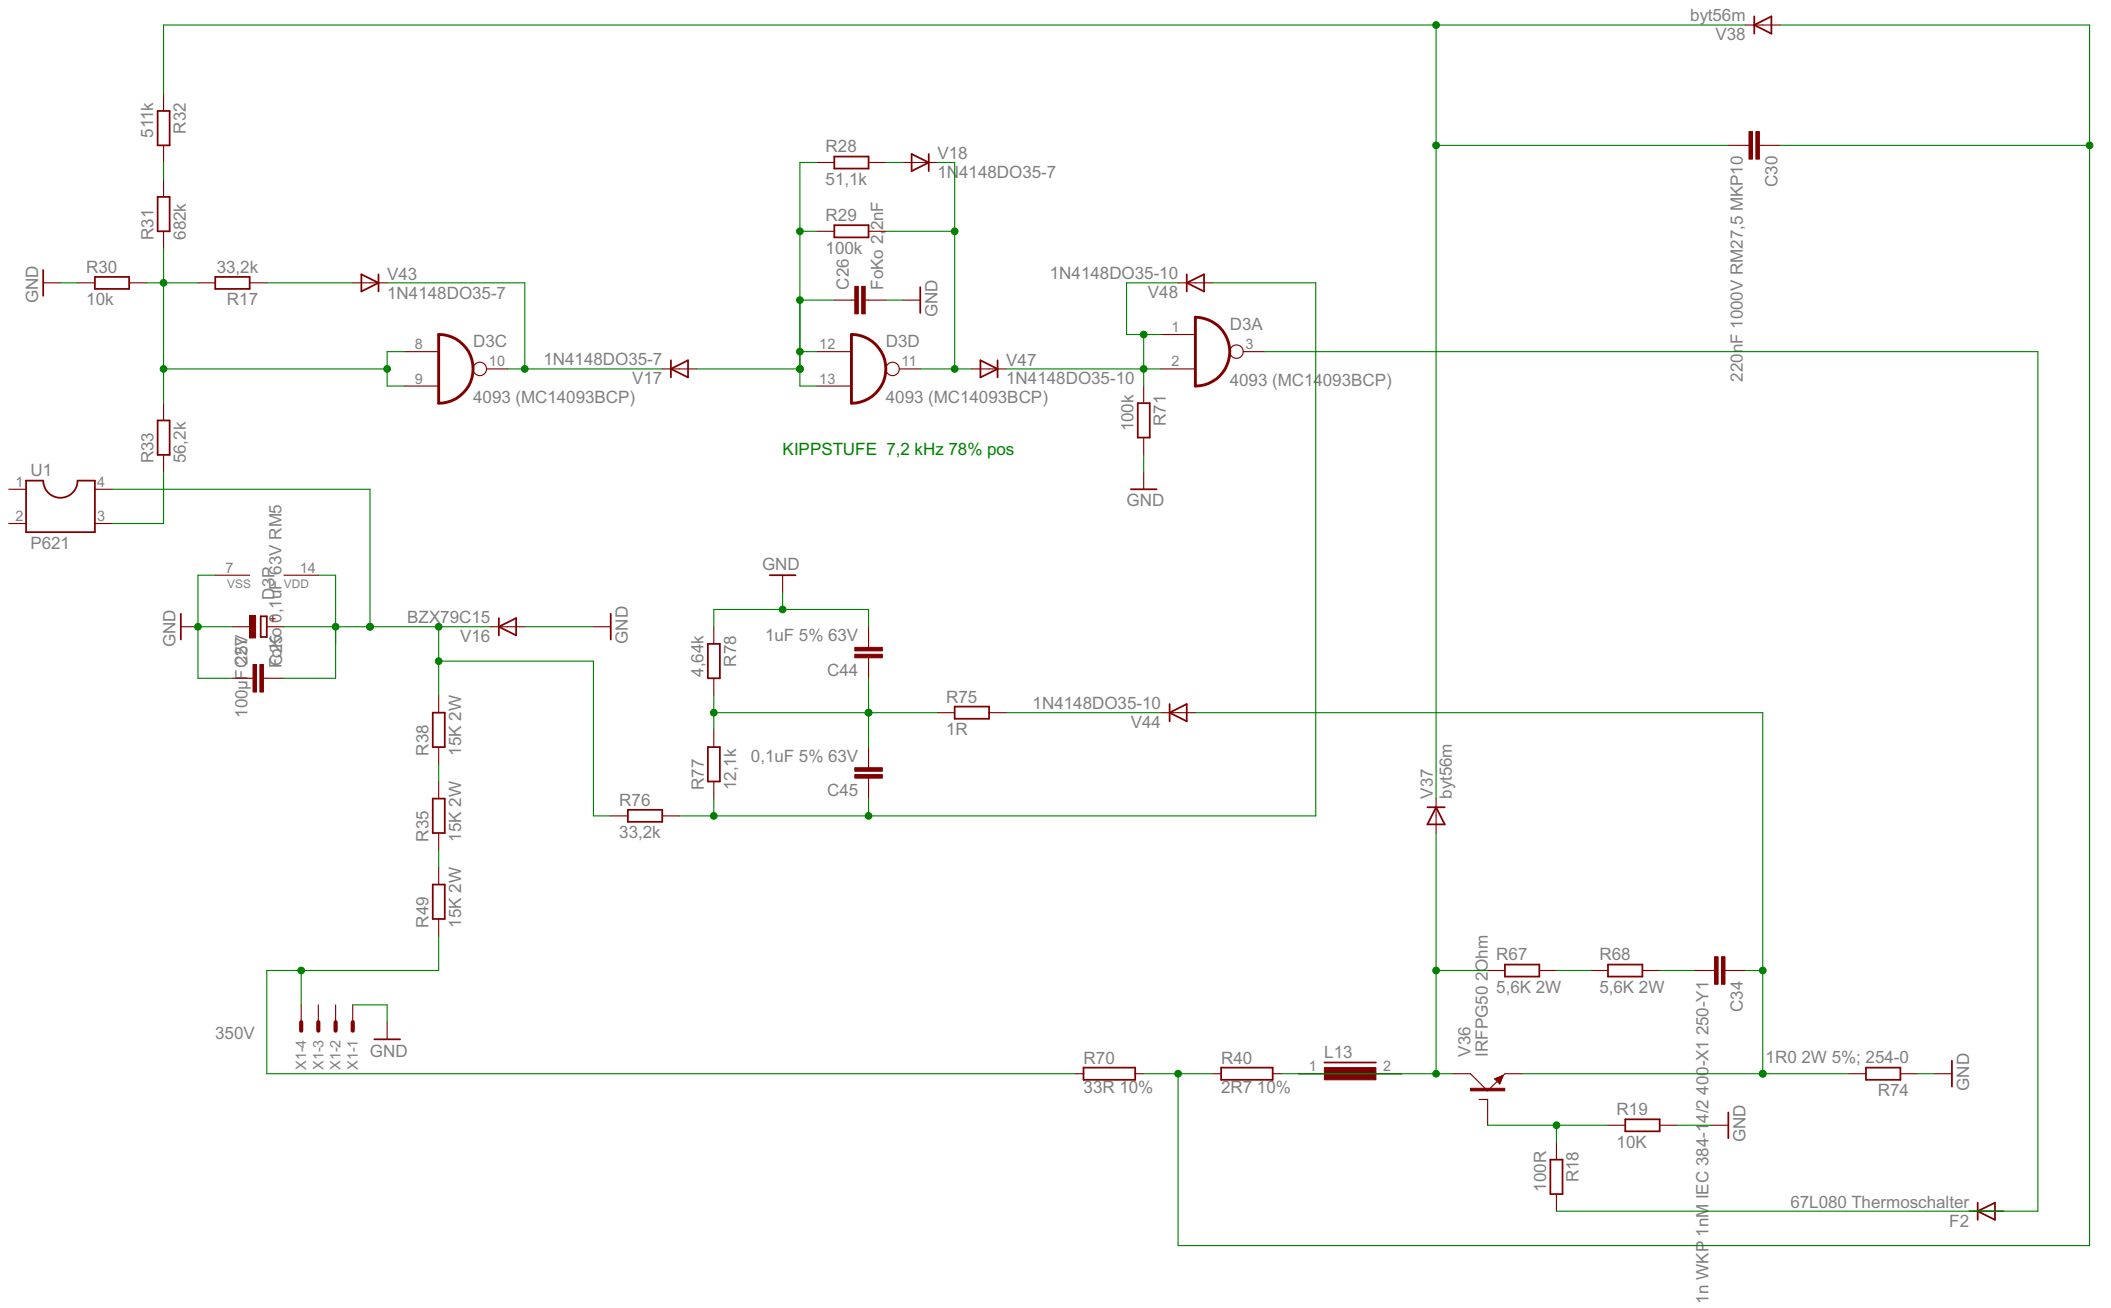 byt56m
V38
511k
R32
R31
682k
GND
R30
10k
33,2k
R17
V43
1N4148DO35-7
R28
51,1k
V18
1N4148DO35-7
R29
100k
C26
FoKo 2,2nF
GND
1N4148DO35-10
V48
220nF 1000V RM27,5 MKP10
C30
8
9
10
D3C
4093 (MC14093BCP)
1N4148DO35-7
V17
12
13
11
D3D
4093 (MC14093BCP)
V47
1N4148DO35-10
1
2
3
D3A
4093 (MC14093BCP)
100k
R71
GND
KIPPSTUFE 7,2 kHz 78% pos
R33
56,2k
U1
1
2
4
3
P621
7
VSS
14
VDD
D3P
FoKo 0,1uF 63V RM5
GND
100µF
BZX79C15
V16
GND
GND
4,64k
R78
1uF 5% 63V
C44
R75
1R
1N4148DO35-10
V44
R77
12,1k
0,1uF 5% 63V
C45
R76
33,2k
R38
15K 2W
R35
15K 2W
R49
15K 2W
V37
byt56m
350V
X1-4
X1-3
X1-2
X1-1
GND
R70
33R 10%
R40
2R7 10%
1
L13
2
V36
IRFPG50 2Ohm
R67
5,6K 2W
R68
5,6K 2W
1n WKP 1nM IEC 384-14/2 400-X1 250-Y1
C34
1R0 2W 5%; 254-0
R74
GND
R19
10K
GND
100R
R18
67L080 Thermoschalter
F2